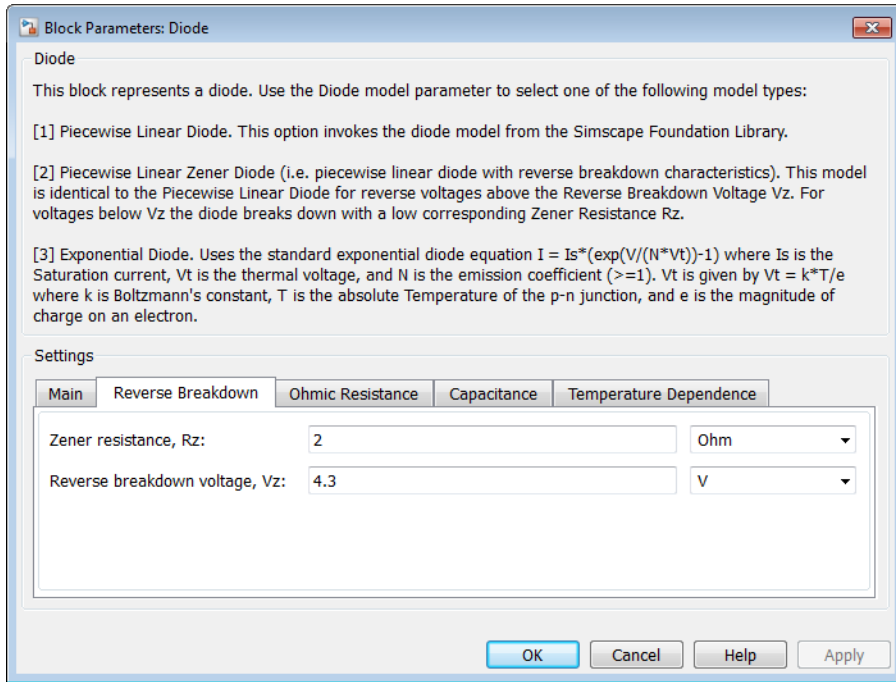 Block Parameters: Diode
Diode
This block represents a diode. Use the Diode model parameter to select one of the following model types:
[1] Piecewise Linear Diode. This option invokes the diode model from the Simscape Foundation Library.
[2] Piecewise Linear Zener Diode (i.e. piecewise linear diode with reverse breakdown characteristics). This model
is identical to the Piecewise Linear Diode for reverse voltages above the Reverse Breakdown Voltage Vz. For
voltages below Vz the diode breaks down with a low corresponding Zener Resistance Rz.
[3] Exponential Diode. Uses the standard exponential diode equation I = Is*(exp(V/(N*Vt))-1) where Is is the
Saturation current, Vt is the thermal voltage, and N is the emission coefficient (>=1). Vt is given by Vt = k*T/e
where k is Boltzmann's constant, T is the absolute Temperature of the p-n junction, and e is the magnitude of
charge on an electron.
Settings
Main Reverse Breakdown Ohmic Resistance Capacitance Temperature Dependence
Zener resistance, Rz: 2 Ohm
Reverse breakdown voltage, Vz: 4.3 V
OK Cancel Help Apply